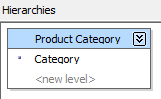 Hierarchies
Product Category
Category
<new level>